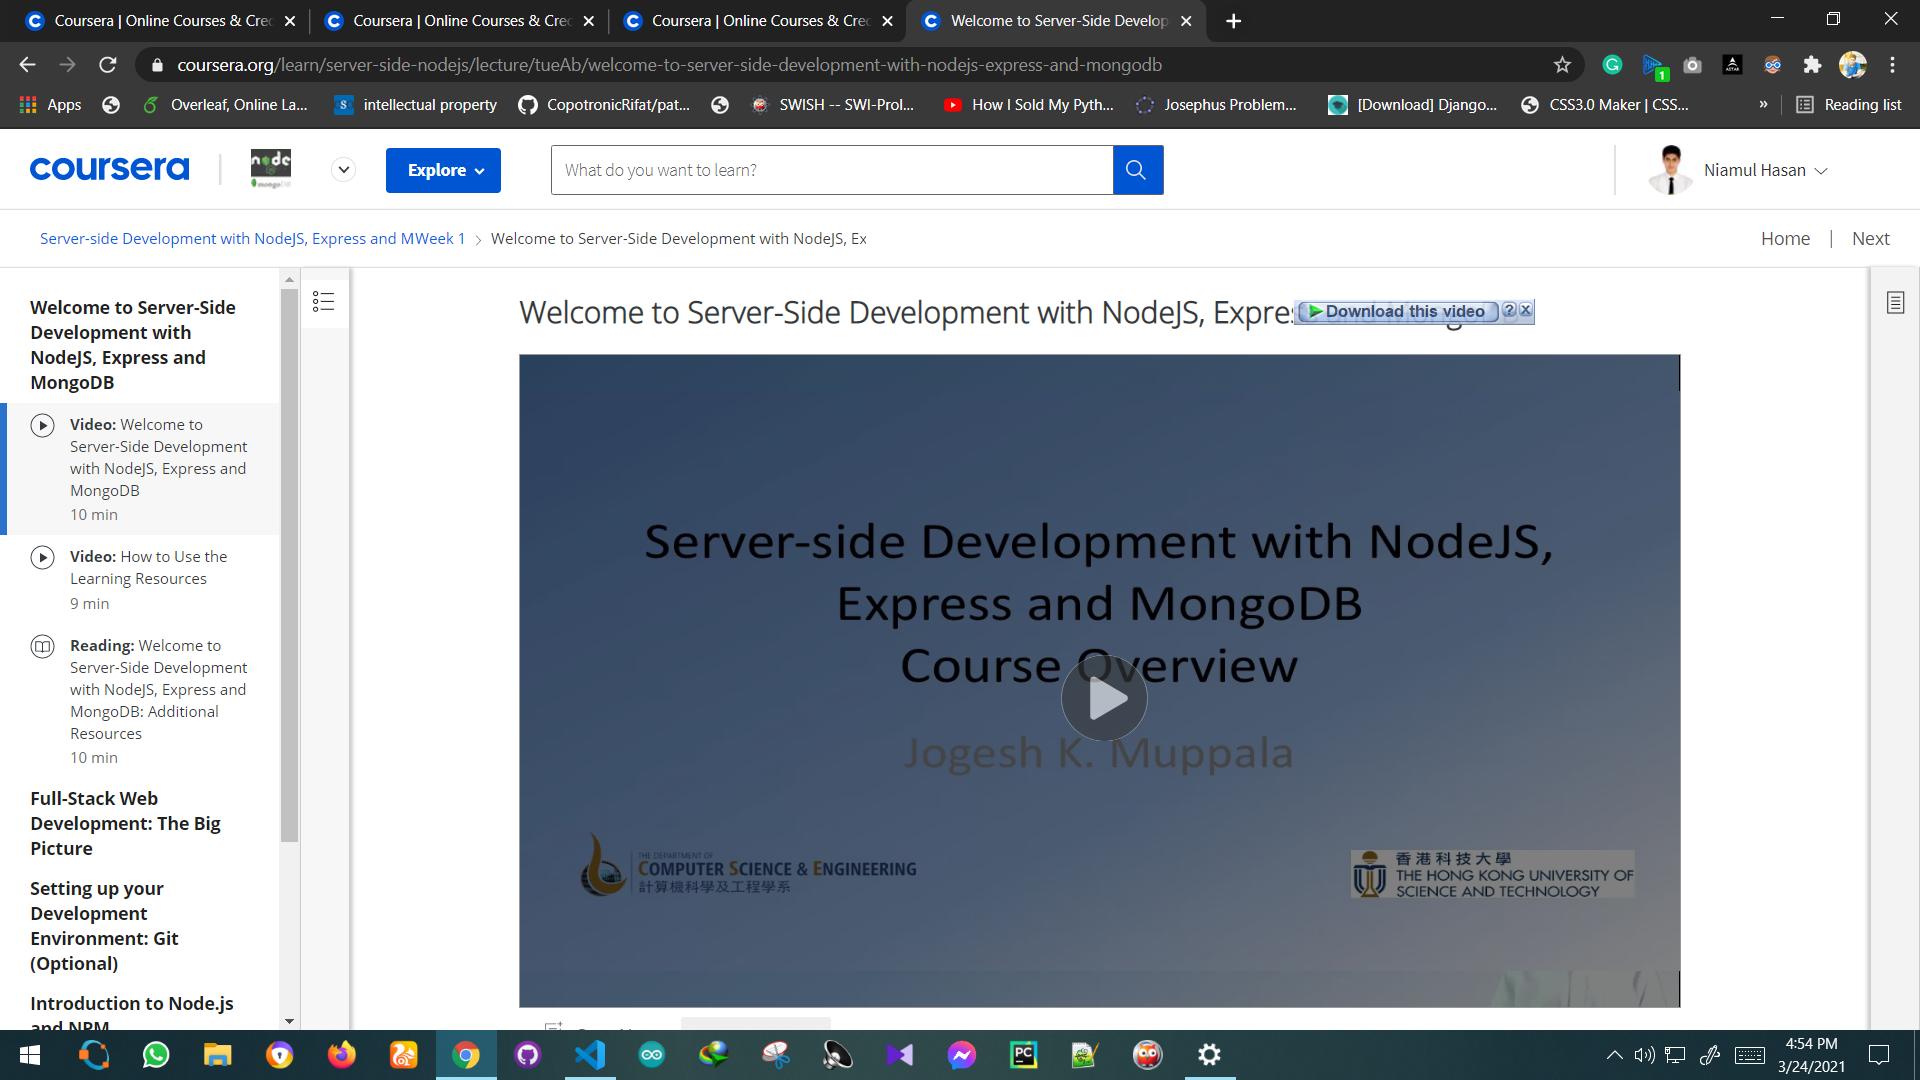 Coursera | Online Courses & Cred
Coursera | Online Courses & Cred
Coursera | Online Courses & Cred
Welcome to Server-Side Develop
coursera.org/learn/server-side-nodejs/lecture/tueAb/welcome-to-server-side-development-with-nodejs-express-and-mongodb
1
Apps
Overleaf, Online La...
intellectual property
CopotronicRifat/pat...
SWISH -- SWI-Prol...
How I Sold My Pyth...
Josephus Problem...
[Download] Django...
CSS3.0 Maker | CSS...
»
Reading list
coursera
node
mongoDB
Explore
What do you want to learn?
Niamul Hasan
Server-side Development with NodeJS, Express and MWeek 1
Welcome to Server-Side Development with NodeJS, Ex
Home | Next
Welcome to Server-Side
Development with
NodeJS, Express and
MongoDB
Video: Welcome to
Server-Side Development
with NodeJS, Express and
MongoDB
10 min
Video: How to Use the
Learning Resources
9 min
Reading: Welcome to
Server-Side Development
with NodeJS, Express and
MongoDB: Additional
Resources
10 min
Full-Stack Web
Development: The Big
Picture
Setting up your
Development
Environment: Git
(Optional)
Introduction to Node.js
and NPM
Welcome to Server-Side Development with NodeJS, Express and MongoDB
Download this video ?
Server-side Development with NodeJS,
Express and MongoDB
Course Overview
Jogesh K. Muppala
THE DEPARTMENT OF
COMPUTER SCIENCE & ENGINEERING
計算機科學及工程學系
香港科技大學
THE HONG KONG UNIVERSITY OF
SCIENCE AND TECHNOLOGY
PC
4:54 PM
3/24/2021